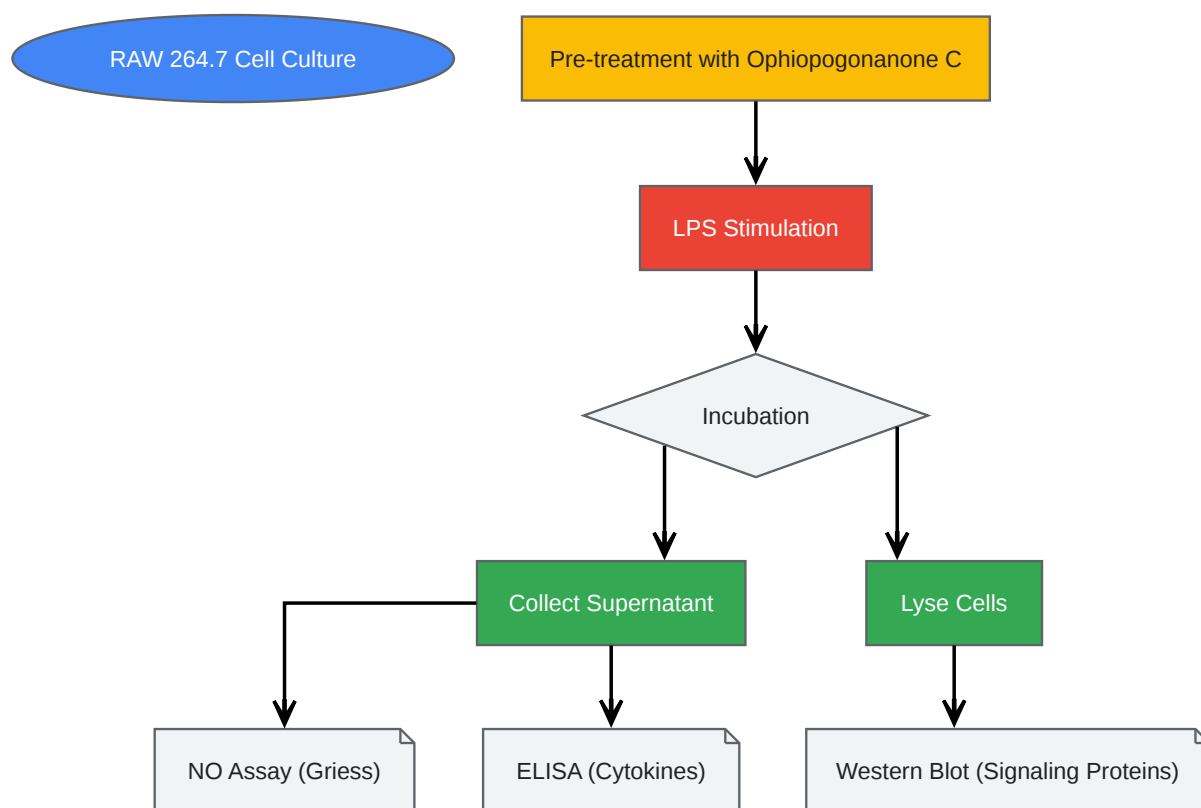 RAW 264.7 Cell Culture
Pre-treatment with Ophiopogonanone C
LPS Stimulation
Incubation
Collect Supernatant
Lyse Cells
NO Assay (Griess)
ELISA (Cytokines)
Western Blot (Signaling Proteins)